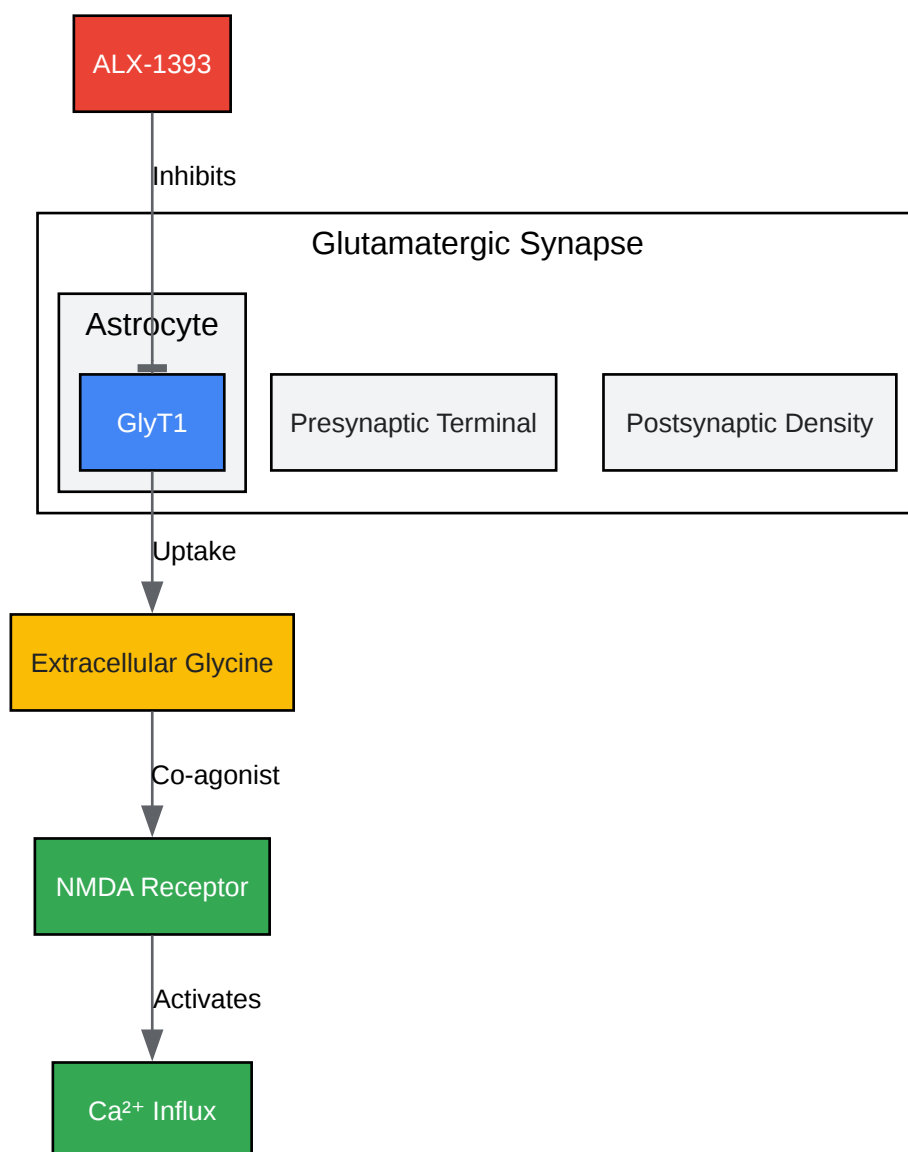 ALX-1393
Inhibits
Glutamatergic Synapse
Astrocyte
GlyT1
Presynaptic Terminal
Postsynaptic Density
Uptake
Extracellular Glycine
Co-agonist
NMDA Receptor
Activates
Ca²⁺ Influx